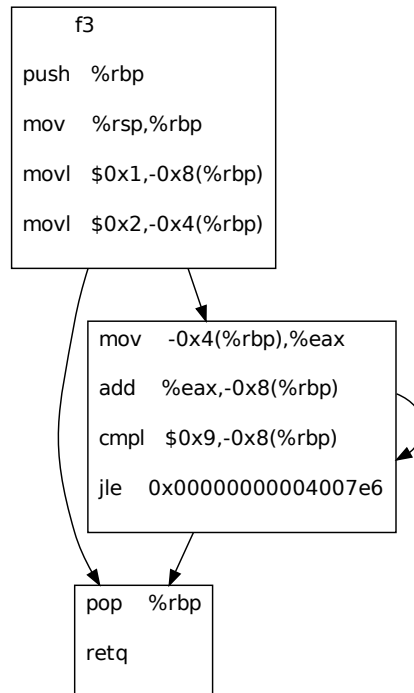 f3
push %rbp
mov %rsp,%rbp
movl $0x1,-0x8(%rbp)
movl $0x2,-0x4(%rbp)
mov -0x4(%rbp),%eax
add %eax,-0x8(%rbp)
cmpl $0x9,-0x8(%rbp)
jle 0x00000000004007e6
pop %rbp
retq